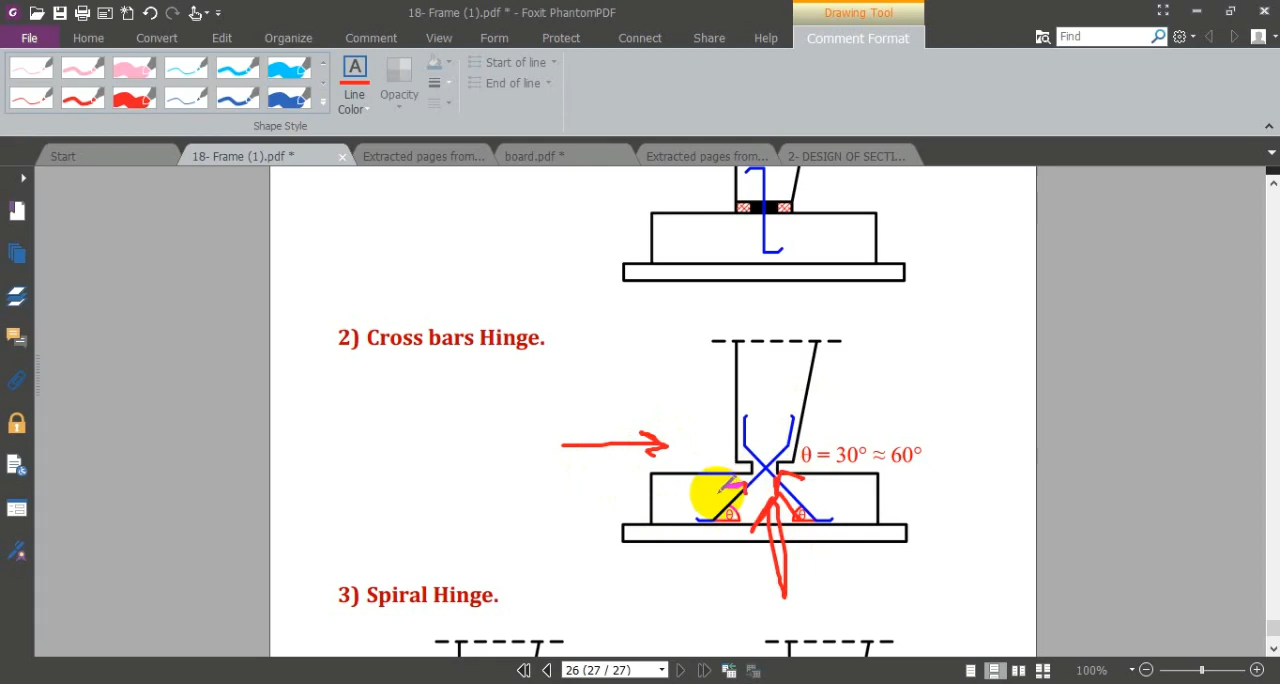 18- Frame (1).pdf * - Foxit PhantomPDF
Drawing Tool
File Home Convert Edit Organize Comment View Form Protect Connect Share Help Comment Format
Find
A
Line Color
Opacity
Start of line
End of line
Shape Style
Start
18- Frame (1).pdf *
Extracted pages from...
board.pdf *
Extracted pages from...
2- DESIGN OF SECTI...
2) Cross bars Hinge.
θ = 30° ≈ 60°
θ θ
3) Spiral Hinge.
26 (27 / 27)
100%